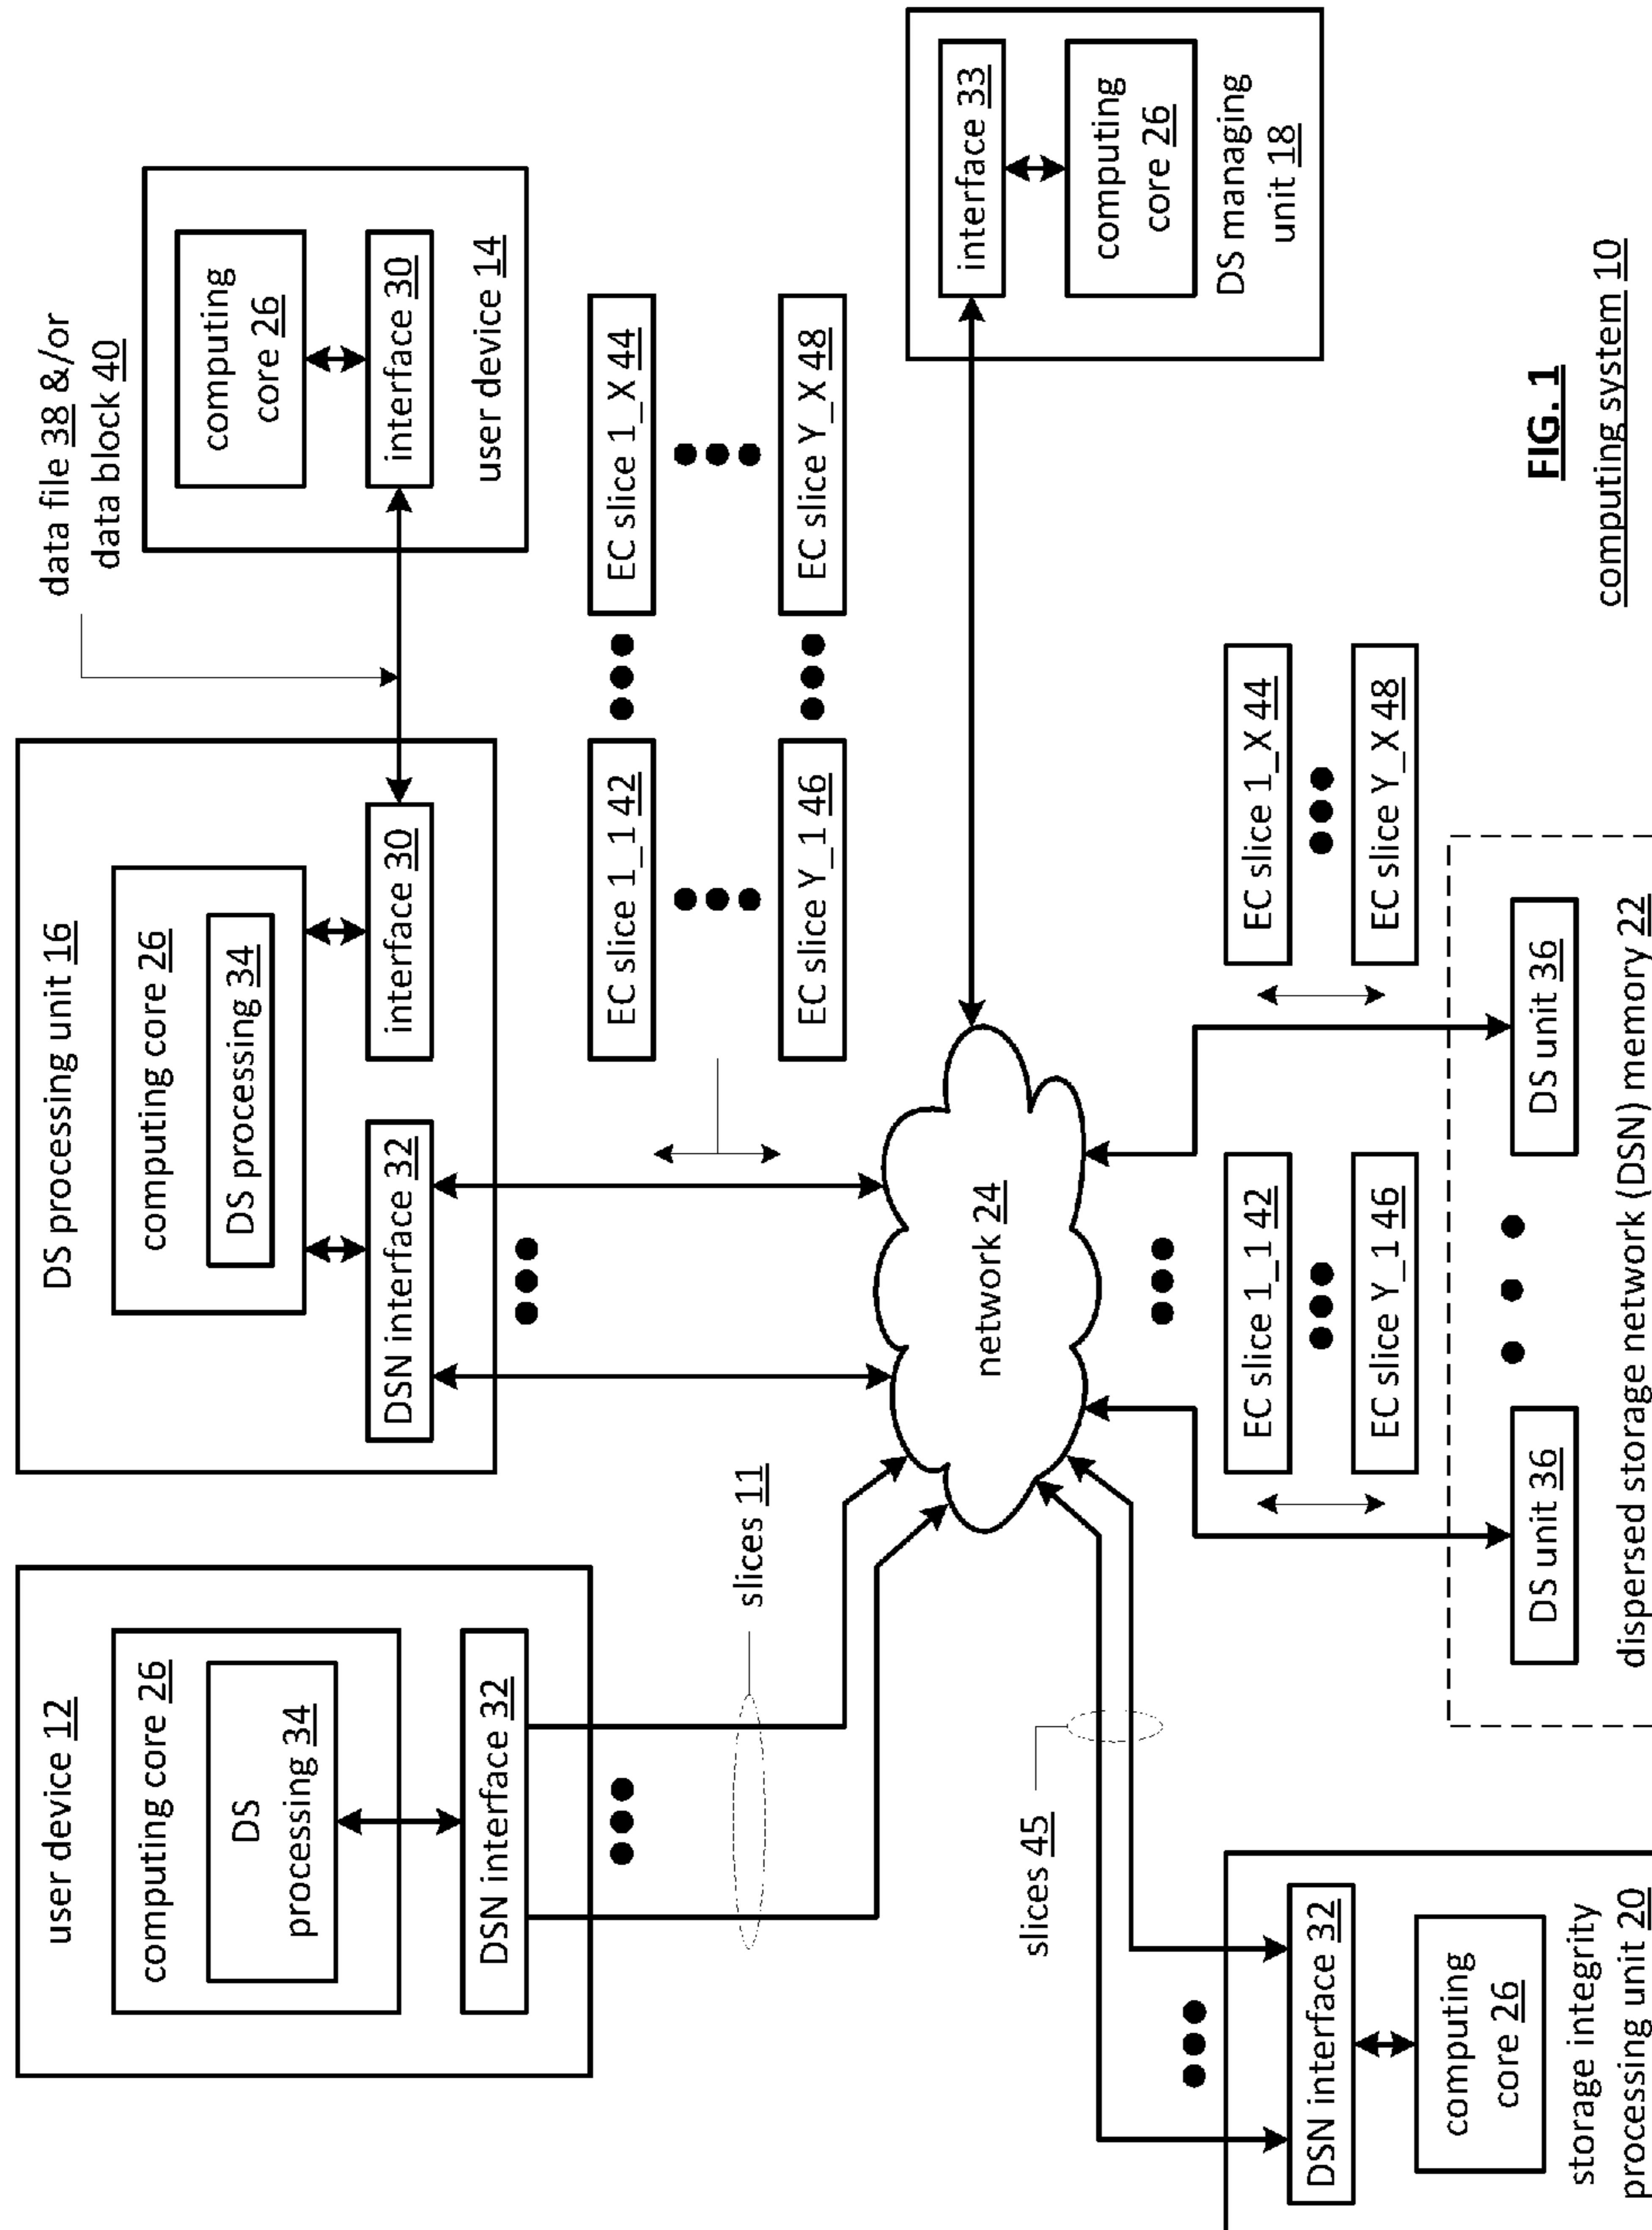 user device 12
computing core 26
DS
processing 34
DSN interface 32
slices 11
DS processing unit 16
computing core 26
DS processing 34
DSN interface 32
interface 30
data file 38 &/or
data block 40
computing
core 26
interface 30
user device 14
EC slice 1_1 42
EC slice 1_X 44
EC slice Y_1 46
EC slice Y_X 48
network 24
interface 33
computing
core 26
DS managing
unit 18
slices 45
DSN interface 32
computing
core 26
storage integrity
processing unit 20
EC slice 1_1 42
EC slice Y_1 46
EC slice 1_X 44
EC slice Y_X 48
DS unit 36
DS unit 36
dispersed storage network (DSN) memory 22
FIG. 1
computing system 10